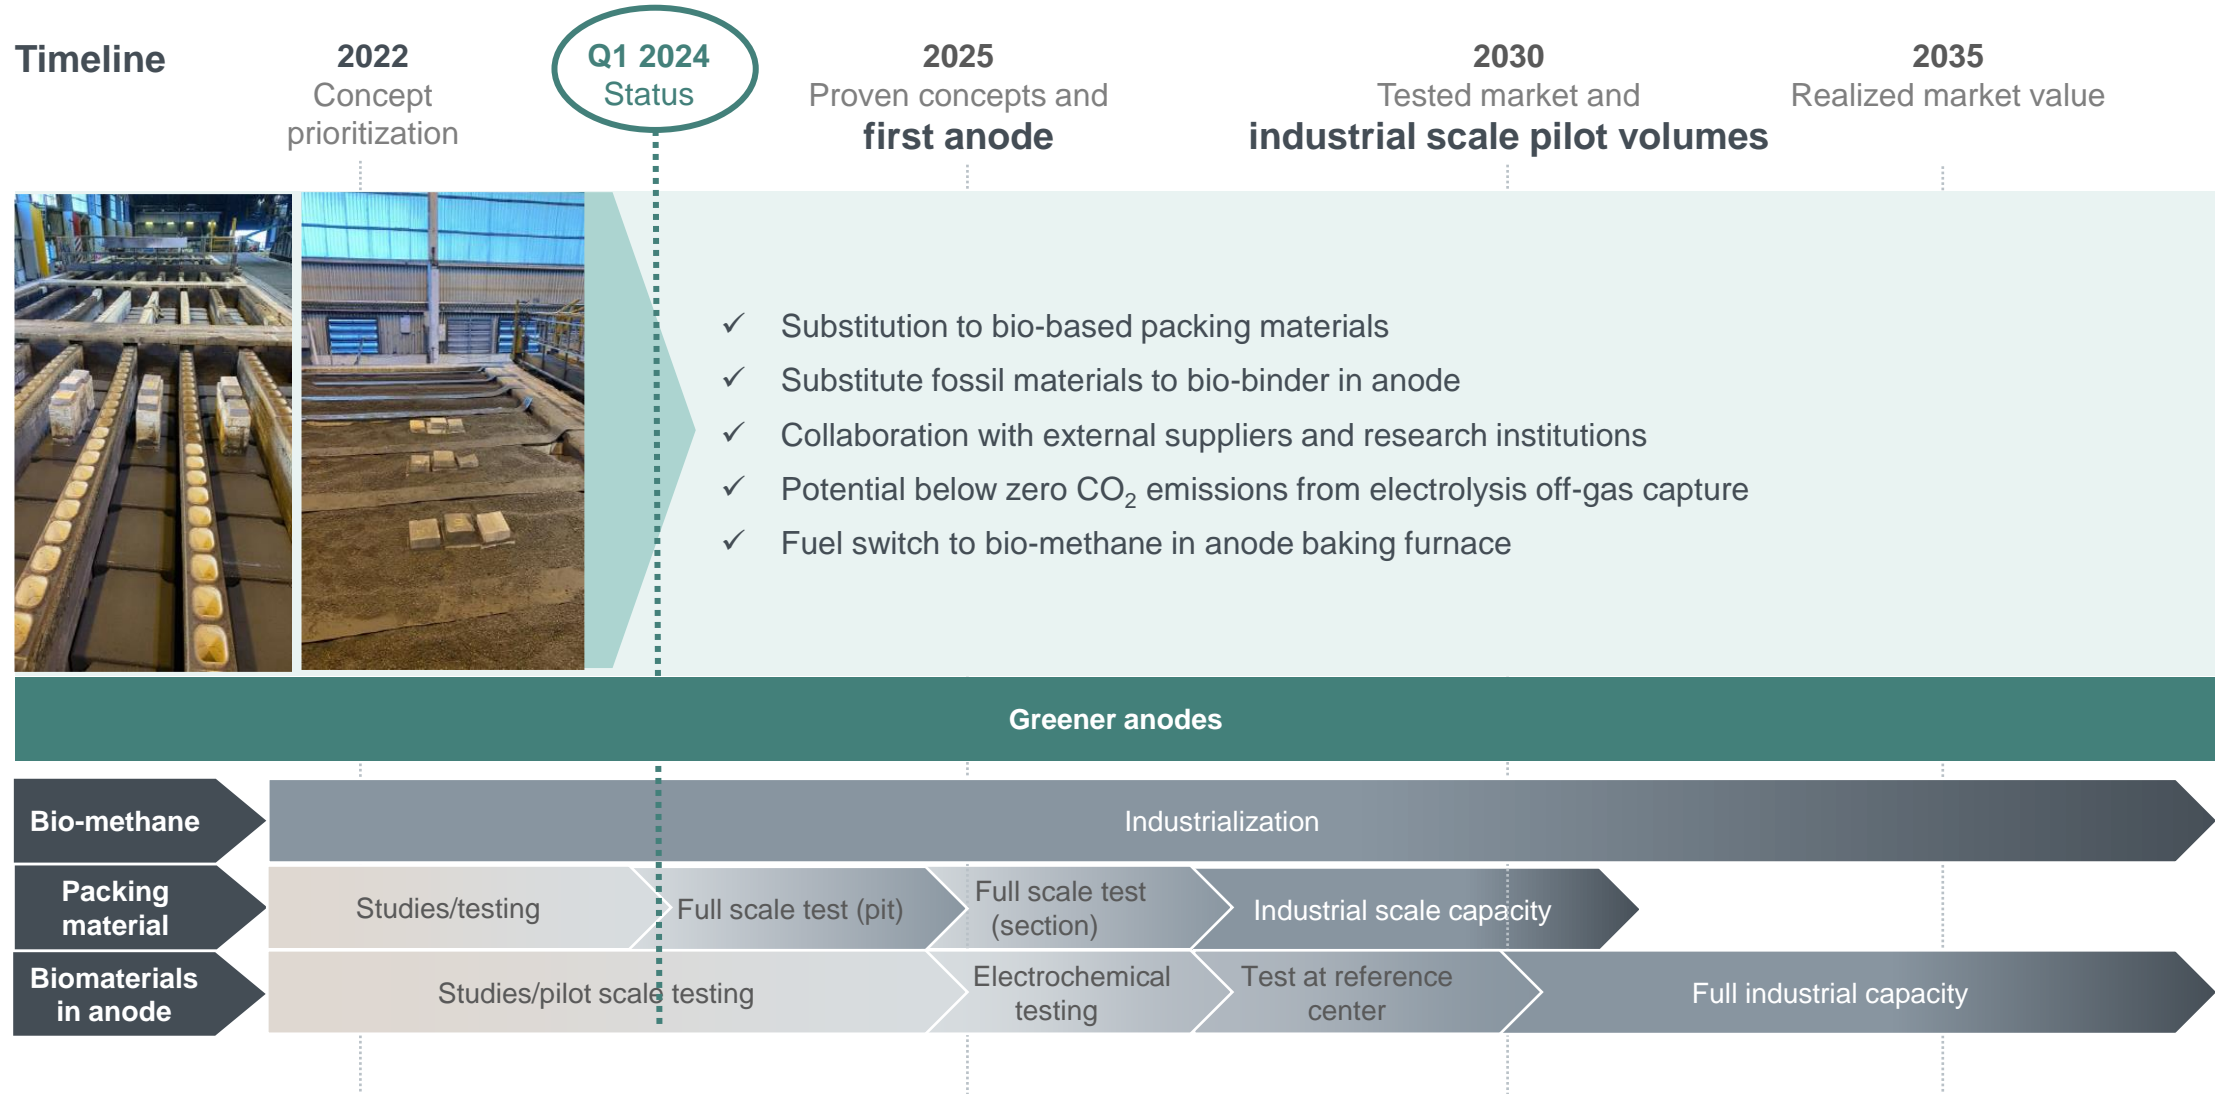 Timeline
2022
Concept
prioritization
Q1 2024
Status
2025
Proven concepts and
first anode
2030
Tested market and
industrial scale pilot volumes
2035
Realized market value
✓ Substitution to bio-based packing materials
✓ Substitute fossil materials to bio-binder in anode
✓ Collaboration with external suppliers and research institutions
✓ Potential below zero CO₂ emissions from electrolysis off-gas capture
✓ Fuel switch to bio-methane in anode baking furnace
Greener anodes
Bio-methane
Industrialization
Packing
material
Studies/testing
Full scale test (pit)
Full scale test
(section)
Industrial scale capacity
Biomaterials
in anode
Studies/pilot scale testing
Electrochemical
testing
Test at reference
center
Full industrial capacity